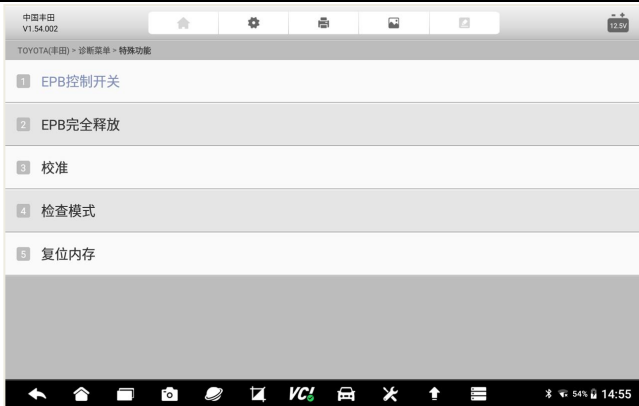 中国丰田
V1.54.002
12.5V
TOYOTA(丰田) > 诊断菜单 > 特殊功能
1 EPB控制开关
2 EPB完全释放
3 校准
4 检查模式
5 复位内存
VCI 54% 14:55